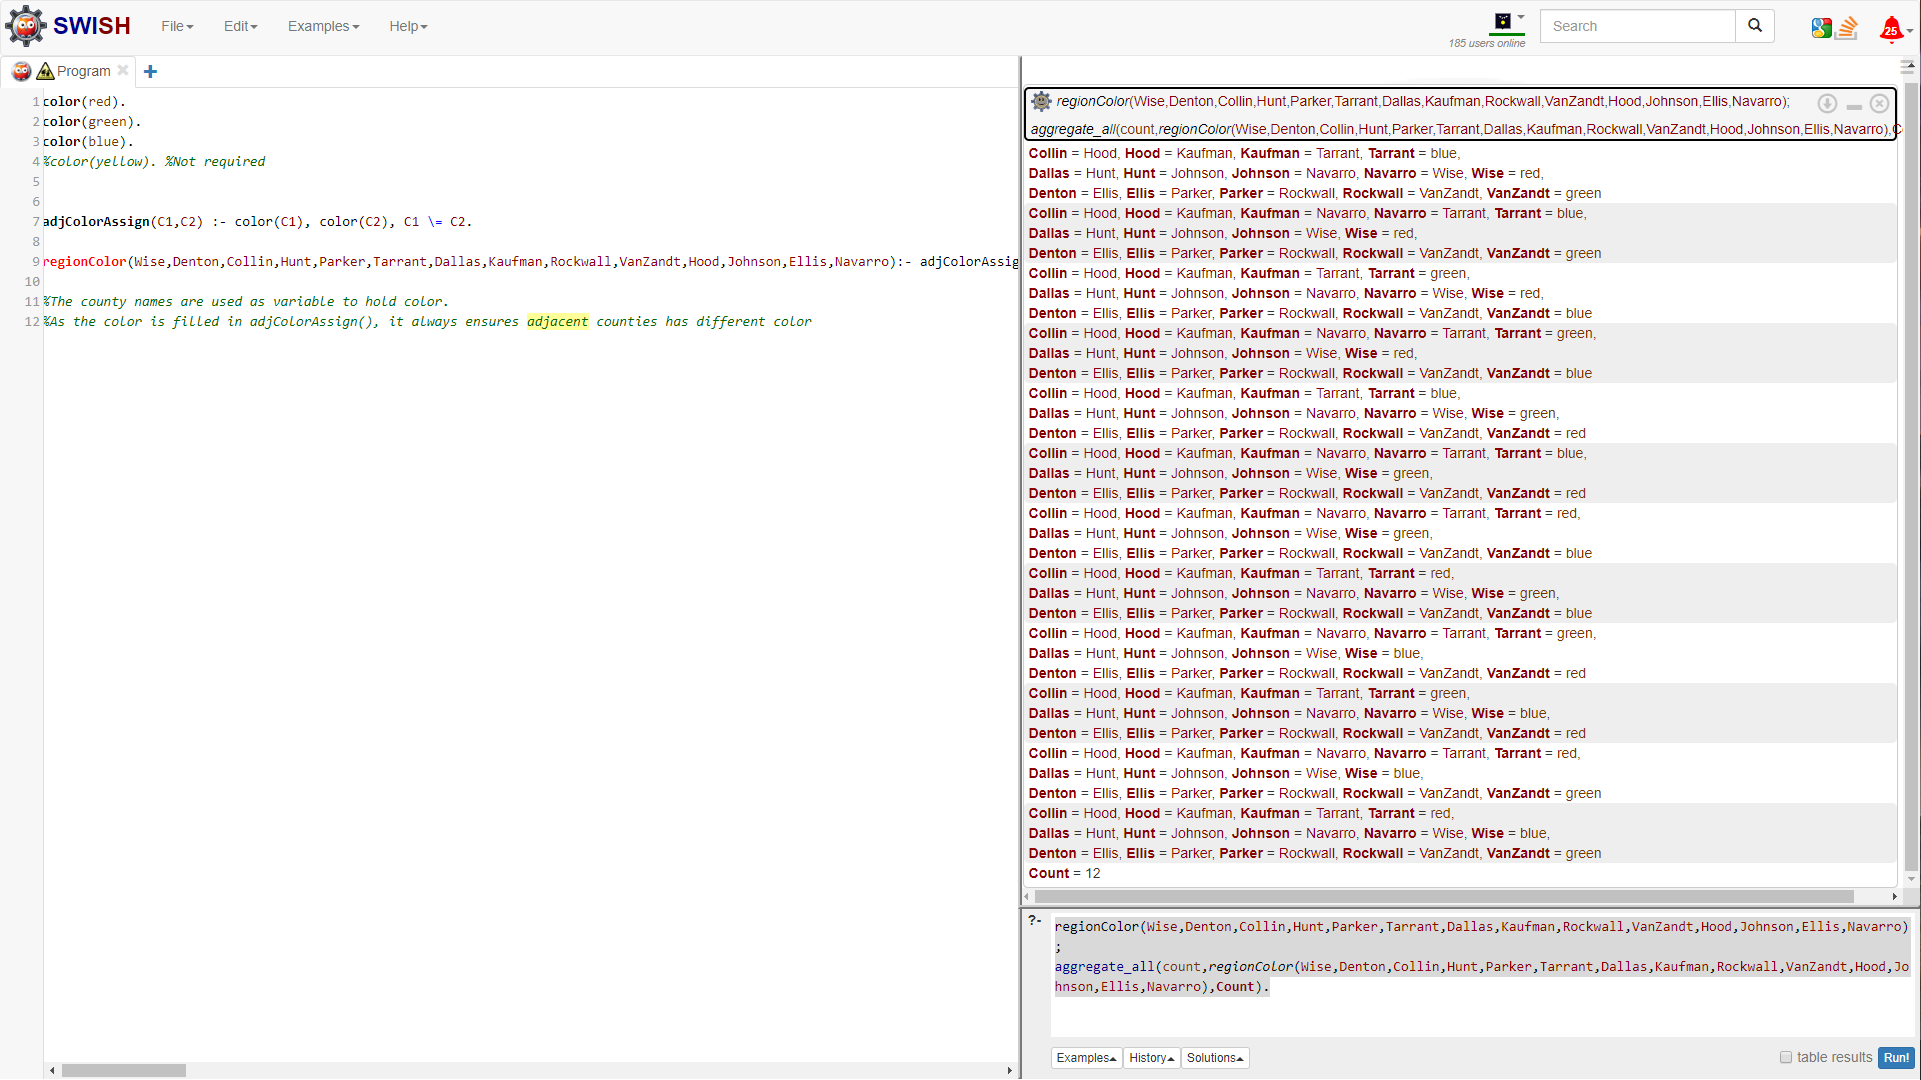 SWISH File Edit Examples Help 185 users online Search 25
Program
1 color(red).
2 color(green).
3 color(blue).
4 %color(yellow). %Not required
5
6
7 adjColorAssign(C1,C2) :- color(C1), color(C2), C1 \= C2.
8
9 regionColor(Wise,Denton,Collin,Hunt,Parker,Tarrant,Dallas,Kaufman,Rockwall,VanZandt,Hood,Johnson,Ellis,Navarro):- adjColorAssig
10
11 %The county names are used as variable to hold color.
12 %As the color is filled in adjColorAssign(), it always ensures adjacent counties has different color
regionColor(Wise,Denton,Collin,Hunt,Parker,Tarrant,Dallas,Kaufman,Rockwall,VanZandt,Hood,Johnson,Ellis,Navarro);
aggregate_all(count,regionColor(Wise,Denton,Collin,Hunt,Parker,Tarrant,Dallas,Kaufman,Rockwall,VanZandt,Hood,Johnson,Ellis,Navarro),C
Collin = Hood, Hood = Kaufman, Kaufman = Tarrant, Tarrant = blue,
Dallas = Hunt, Hunt = Johnson, Johnson = Navarro, Navarro = Wise, Wise = red,
Denton = Ellis, Ellis = Parker, Parker = Rockwall, Rockwall = VanZandt, VanZandt = green
Collin = Hood, Hood = Kaufman, Kaufman = Navarro, Navarro = Tarrant, Tarrant = blue,
Dallas = Hunt, Hunt = Johnson, Johnson = Wise, Wise = red,
Denton = Ellis, Ellis = Parker, Parker = Rockwall, Rockwall = VanZandt, VanZandt = green
Collin = Hood, Hood = Kaufman, Kaufman = Tarrant, Tarrant = green,
Dallas = Hunt, Hunt = Johnson, Johnson = Navarro, Navarro = Wise, Wise = red,
Denton = Ellis, Ellis = Parker, Parker = Rockwall, Rockwall = VanZandt, VanZandt = blue
Collin = Hood, Hood = Kaufman, Kaufman = Navarro, Navarro = Tarrant, Tarrant = green,
Dallas = Hunt, Hunt = Johnson, Johnson = Wise, Wise = red,
Denton = Ellis, Ellis = Parker, Parker = Rockwall, Rockwall = VanZandt, VanZandt = blue
Collin = Hood, Hood = Kaufman, Kaufman = Tarrant, Tarrant = blue,
Dallas = Hunt, Hunt = Johnson, Johnson = Navarro, Navarro = Wise, Wise = green,
Denton = Ellis, Ellis = Parker, Parker = Rockwall, Rockwall = VanZandt, VanZandt = red
Collin = Hood, Hood = Kaufman, Kaufman = Navarro, Navarro = Tarrant, Tarrant = blue,
Dallas = Hunt, Hunt = Johnson, Johnson = Wise, Wise = green,
Denton = Ellis, Ellis = Parker, Parker = Rockwall, Rockwall = VanZandt, VanZandt = red
Collin = Hood, Hood = Kaufman, Kaufman = Navarro, Navarro = Tarrant, Tarrant = red,
Dallas = Hunt, Hunt = Johnson, Johnson = Wise, Wise = green,
Denton = Ellis, Ellis = Parker, Parker = Rockwall, Rockwall = VanZandt, VanZandt = blue
Collin = Hood, Hood = Kaufman, Kaufman = Tarrant, Tarrant = red,
Dallas = Hunt, Hunt = Johnson, Johnson = Navarro, Navarro = Wise, Wise = green,
Denton = Ellis, Ellis = Parker, Parker = Rockwall, Rockwall = VanZandt, VanZandt = blue
Collin = Hood, Hood = Kaufman, Kaufman = Navarro, Navarro = Tarrant, Tarrant = green,
Dallas = Hunt, Hunt = Johnson, Johnson = Wise, Wise = blue,
Denton = Ellis, Ellis = Parker, Parker = Rockwall, Rockwall = VanZandt, VanZandt = red
Collin = Hood, Hood = Kaufman, Kaufman = Tarrant, Tarrant = green,
Dallas = Hunt, Hunt = Johnson, Johnson = Navarro, Navarro = Wise, Wise = blue,
Denton = Ellis, Ellis = Parker, Parker = Rockwall, Rockwall = VanZandt, VanZandt = red
Collin = Hood, Hood = Kaufman, Kaufman = Navarro, Navarro = Tarrant, Tarrant = red,
Dallas = Hunt, Hunt = Johnson, Johnson = Wise, Wise = blue,
Denton = Ellis, Ellis = Parker, Parker = Rockwall, Rockwall = VanZandt, VanZandt = green
Collin = Hood, Hood = Kaufman, Kaufman = Tarrant, Tarrant = red,
Dallas = Hunt, Hunt = Johnson, Johnson = Navarro, Navarro = Wise, Wise = blue,
Denton = Ellis, Ellis = Parker, Parker = Rockwall, Rockwall = VanZandt, VanZandt = green
Count = 12
?- regionColor(Wise,Denton,Collin,Hunt,Parker,Tarrant,Dallas,Kaufman,Rockwall,VanZandt,Hood,Johnson,Ellis,Navarro)
;
aggregate_all(count,regionColor(Wise,Denton,Collin,Hunt,Parker,Tarrant,Dallas,Kaufman,Rockwall,VanZandt,Hood,Jo
hnson,Ellis,Navarro),Count).
Examples History Solutions table results Run!